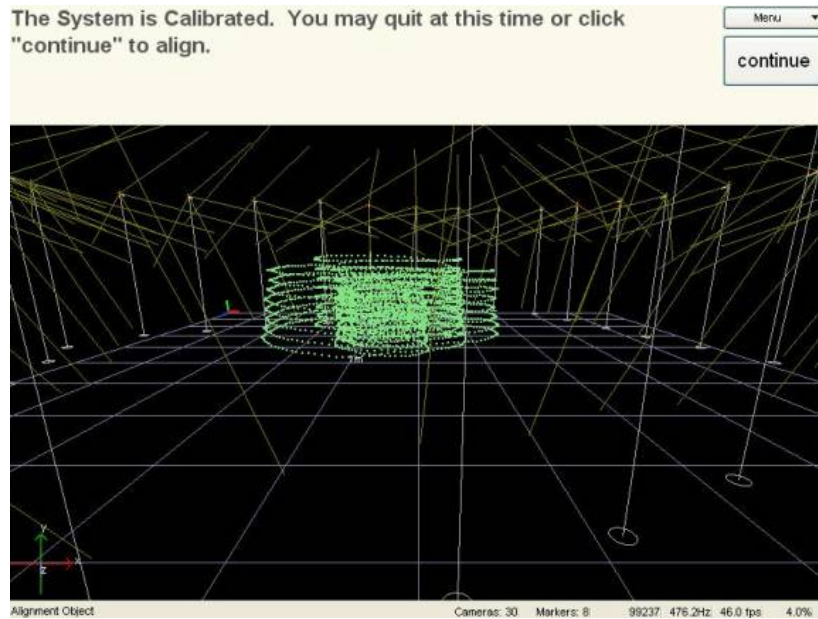 The System is Calibrated. You may quit at this time or click
"continue" to align.
Menu
continue
1m
y
x
z
Alignment Object
Cameras: 30 Markers: 8 99237 476.2Hz 46.0 fps 4.0%